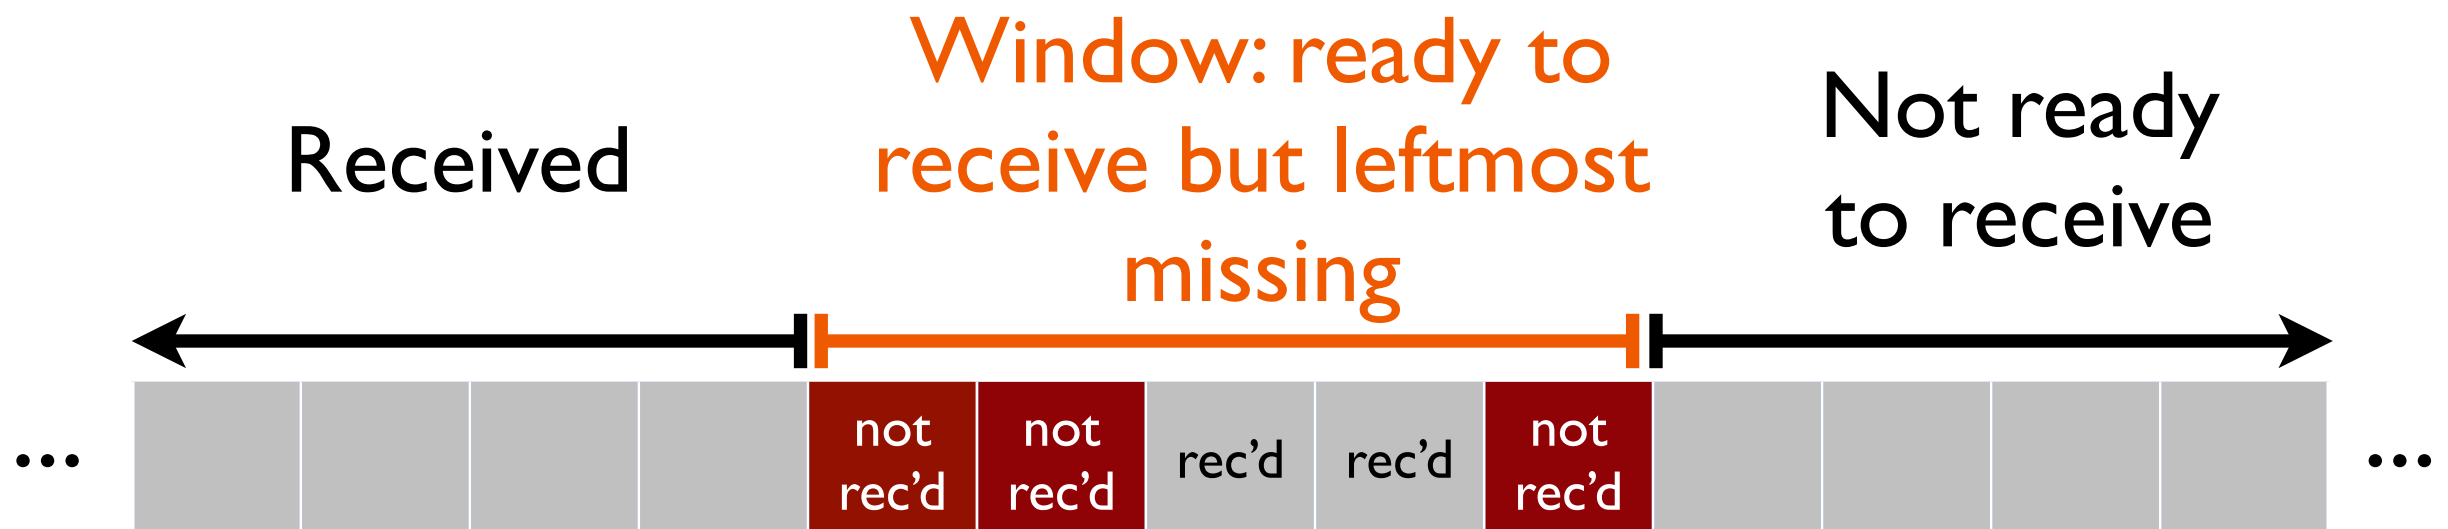 Received
Window: ready to
receive but leftmost
missing
Not ready
to receive
...
not
rec’d
not
rec’d
rec’d
rec’d
not
rec’d
...